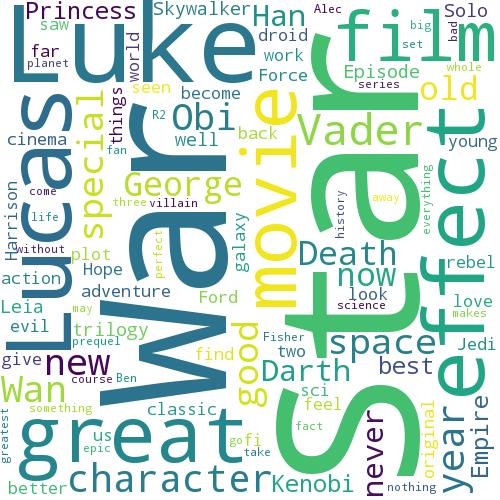 Princess
Skywalker
Han
Alec
big
Solo
saw
Luke
film
bad
far
droid
set
planet
world
work
Force
Episode
whole
things
seen
become
series
old
R2
Obi
Vader
cinema
special
well
back
young
fan
movie
Lucas
War
Star
effect
George
three
villain
away
everything
Harrison
come
life
galaxy
history
without
plot
perfect
Death
rebel
action
Hope
now
adventure
look
love
Leia
may
Ford
science
makes
evil
trilogy
Fisher
space
Jedi
prequel
good
two
give
new
find
Darth
best
course
Ben
sci
Wan
classic
feel
never
original
year
Empire
something
great
us
gofi
fact
greatest
epic
take
character
Kenobi
better
nothing